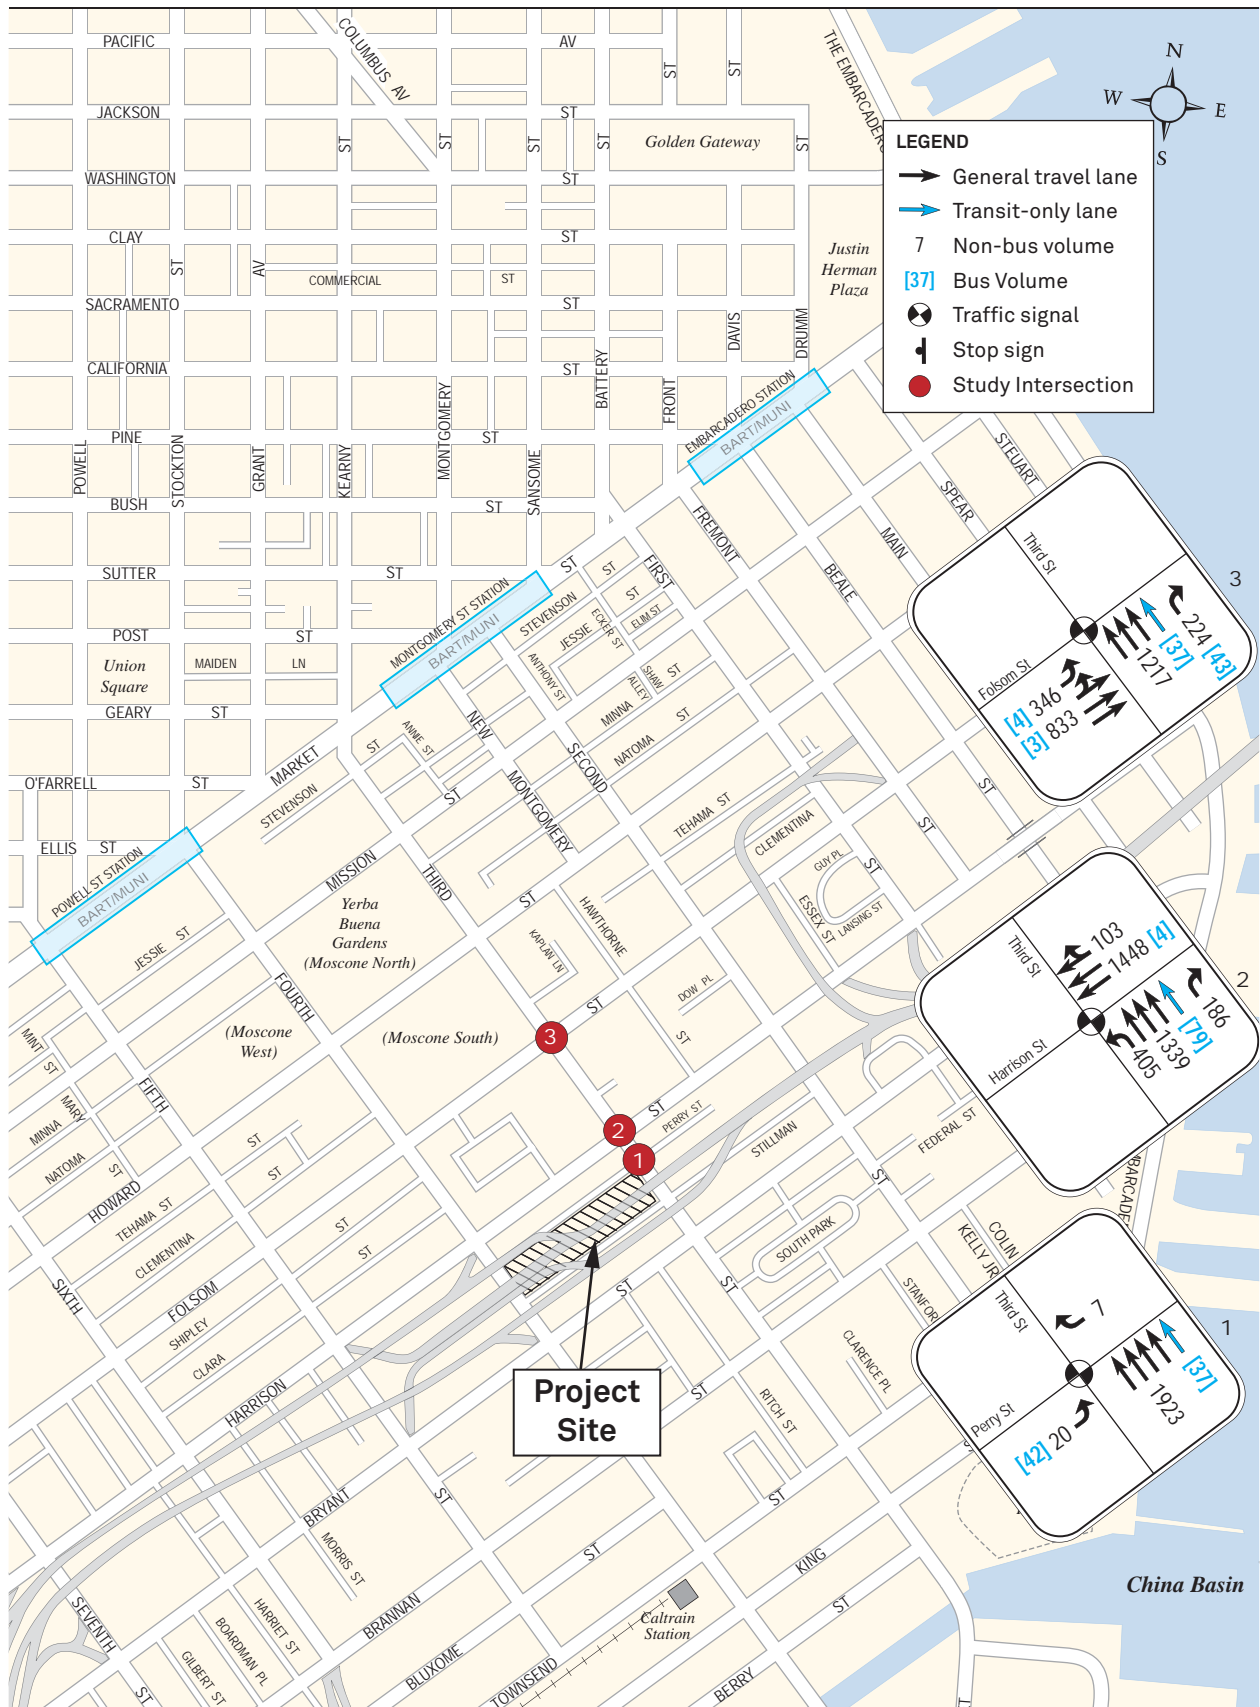 PACIFIC
AV
COLUMBUS AV
ST
ST
THE EMBARCADERO
N
W
E
S
JACKSON
ST
ST
ST
ST
ST
ST
Golden Gateway
WASHINGTON
ST
LEGEND
General travel lane
Transit-only lane
7 Non-bus volume
[37] Bus Volume
Traffic signal
Stop sign
Study Intersection
CLAY
ST
ST
AV
COMMERCIAL
ST
Justin
Herman
Plaza
SACRAMENTO
ST
DAVIS
DRUMM
CALIFORNIA
ST
BATTERY
FRONT
MONTGOMERY
EMBARCADERO STATION
BART/MUNI
PINE
ST
POWELL
STOCKTON
GRANT
KEARNY
SANSOME
STEUART
SPEAR
MAIN
BUSH
ST
FREMONT
BEALE
SUTTER
ST
ST
ST
FIRST
MONTGOMERY ST STATION
BART/MUNI
STEVENSON
JESSIE
ECKER ST
ST
ELIM ST
ANTHONY ST
SHAW
ALLEY
ST
MINNA
NATOMA
ST
POST
ST
Union
Square
MAIDEN
LN
GEARY
ST
NEW
MONTGOMERY
ANNIE ST
ST
SECOND
MARKET
STEVENSON
ST
O'FARRELL
ST
ELLIS
ST
POWELL ST STATION
BART/MUNI
MISSION
THIRD
ST
TEHAMA ST
CLEMENTINA
GUY PL
ST
ESSEX ST
LANSING ST
ST
ST
Third St
Folsom St
3
224 [43]
[37]
1217
[4] 346
[3] 833
Yerba
Buena
Gardens
(Moscone North)
JESSIE ST
HAWTHORNE
KAPLAN LN
DOW PL
ST
ST
FOURTH
(Moscone
West)
(Moscone South)
3
2
1
Third St
Harrison St
2
103
1448 [4]
186
[79]
1339
405
MINT
ST
MARY
ST
MINNA
NATOMA
FIFTH
HOWARD
TEHAMA ST
CLEMENTINA
FOLSOM
SHIPLEY
CLARA
HARRISON
ST
ST
ST
ST
SIXTH
ST
PERRY ST
STILLMAN
FEDERAL ST
ST
SOUTH PARK
ST
ST
COLIN
KELLY JR
STANFORD
CLARENCE PL
RITCH ST
Project
Site
Third St
Perry St
1
7
[37]
1923
[42] 20
BRYANT
MORRIS ST
ST
ST
ST
ST
KING
ST
BRANNAN
SEVENTH
ST
HARRIET ST
BOARDMAN PL
GILBERT ST
BLUXOME
TOWNSEND
BERRY
Caltrain
Station
China Basin